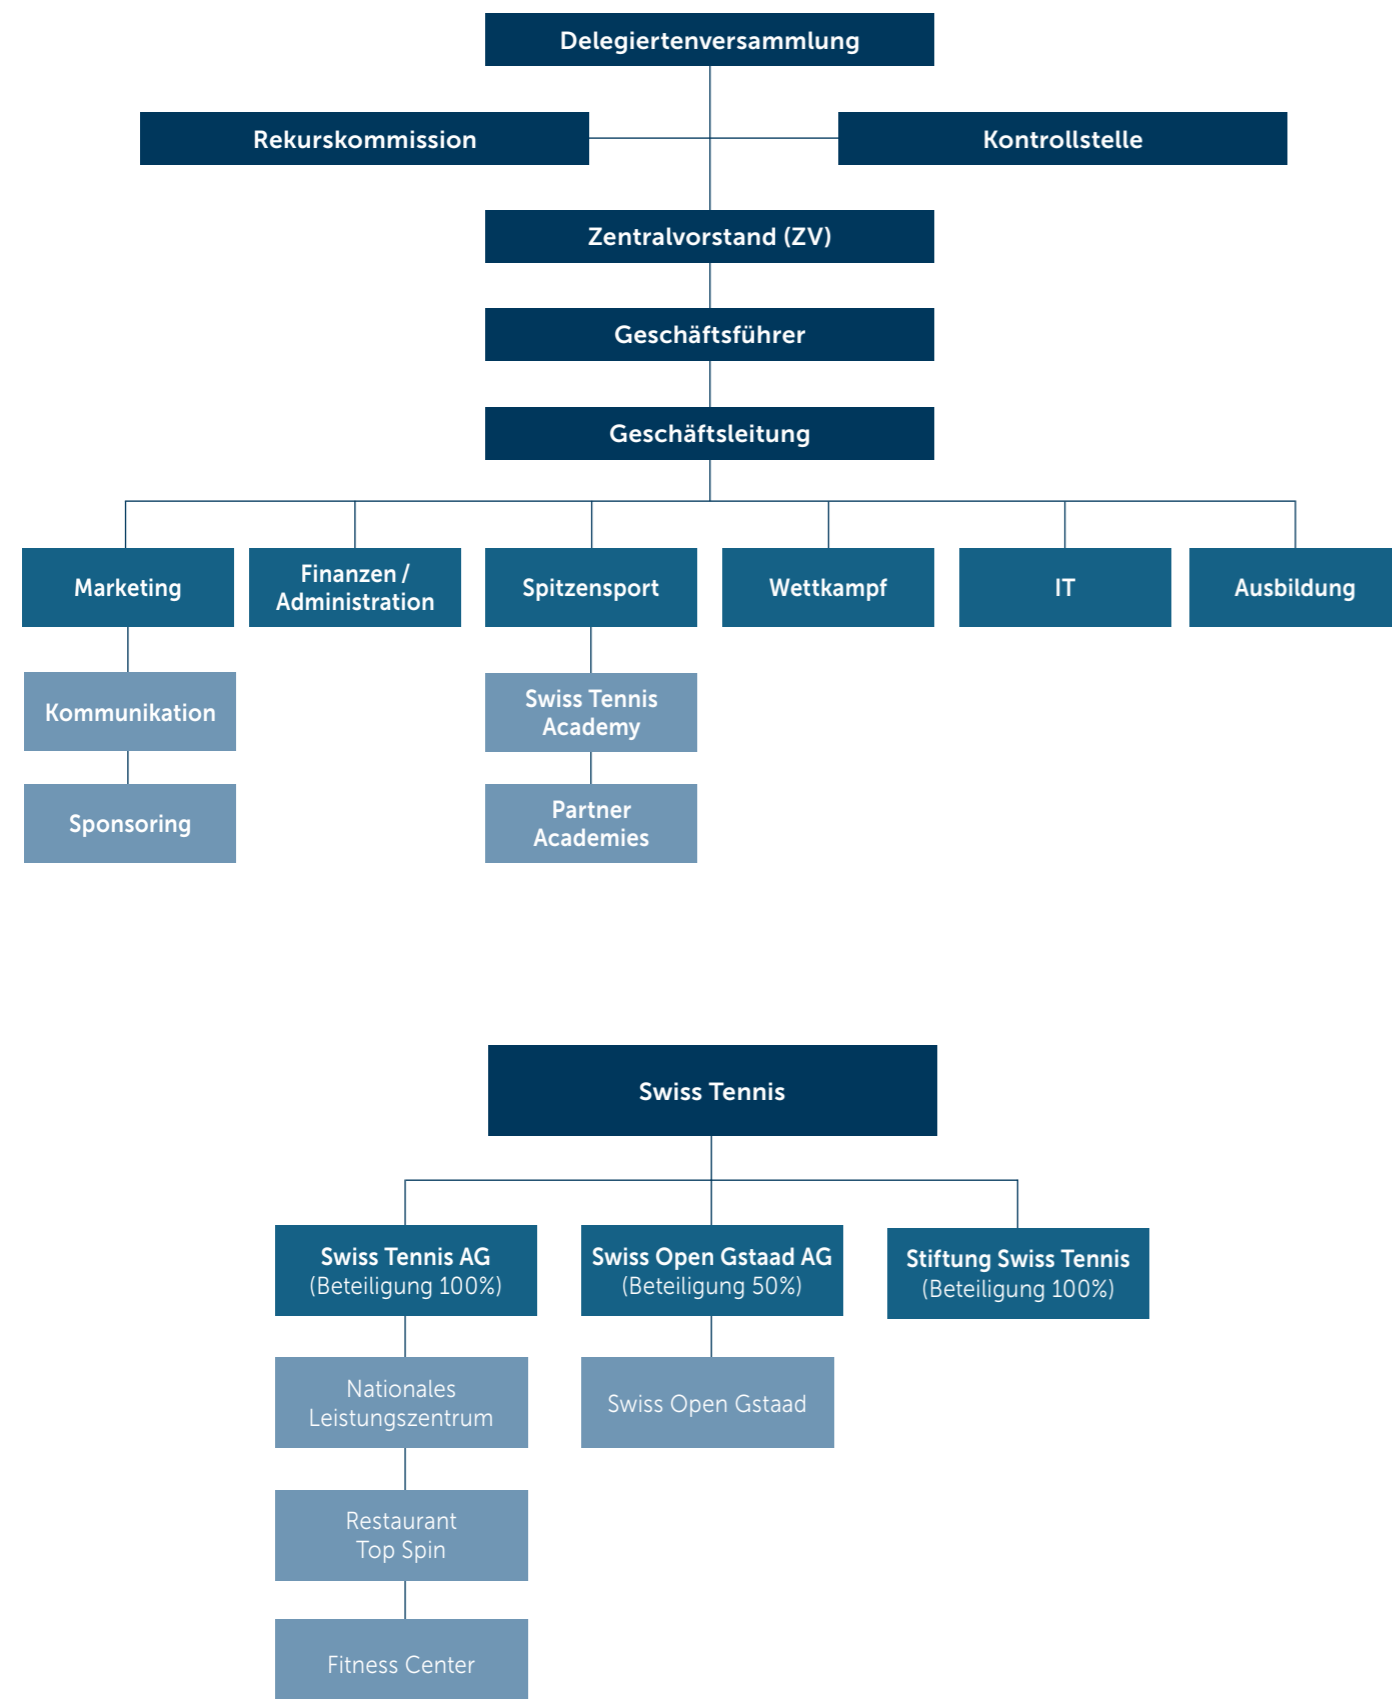 Delegiertenversammlung
Rekurskommission
Kontrollstelle
Zentralvorstand (ZV)
Geschäftsführer
Geschäftsleitung
Marketing
Finanzen /
Administration
Spitzensport
Wettkampf
IT
Ausbildung
Kommunikation
Swiss Tennis
Academy
Sponsoring
Partner
Academies
Swiss Tennis
Swiss Tennis AG
(Beteiligung 100%)
Swiss Open Gstaad AG
(Beteiligung 50%)
Stiftung Swiss Tennis
(Beteiligung 100%)
Nationales
Leistungszentrum
Swiss Open Gstaad
Restaurant
Top Spin
Fitness Center